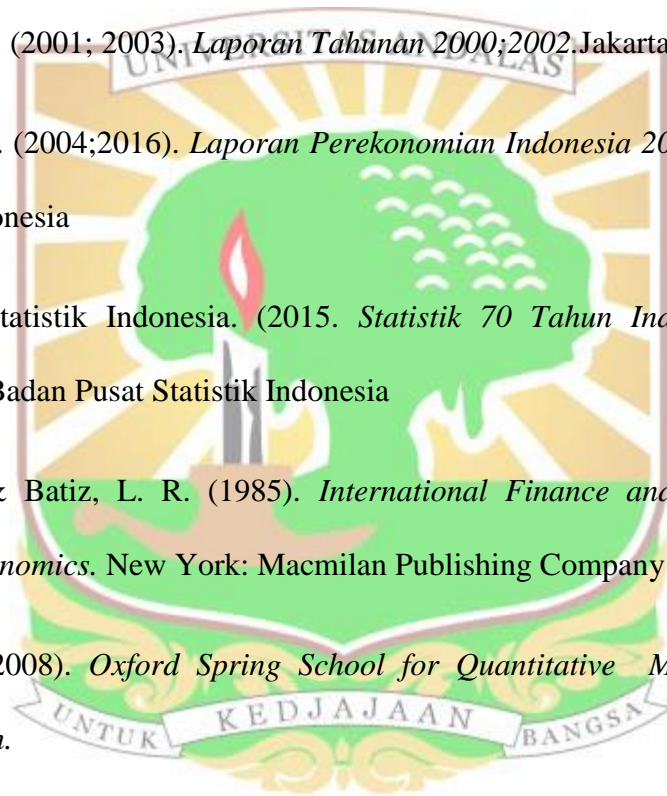 (2001; 2003). Laporan Tahunan 2000;2002.Jakarta
UNIVERSITAS ANDALAS
. (2004;2016). Laporan Perekonomian Indonesia 20
onesia
tatistik Indonesia. (2015. Statistik 70 Tahun Ind
Badan Pusat Statistik Indonesia
& Batiz, L. R. (1985). International Finance and
nomics. New York: Macmilan Publishing Company
2008). Oxford Spring School for Quantitative M
n.
UNTUK KEDJAJAAN BANGSA